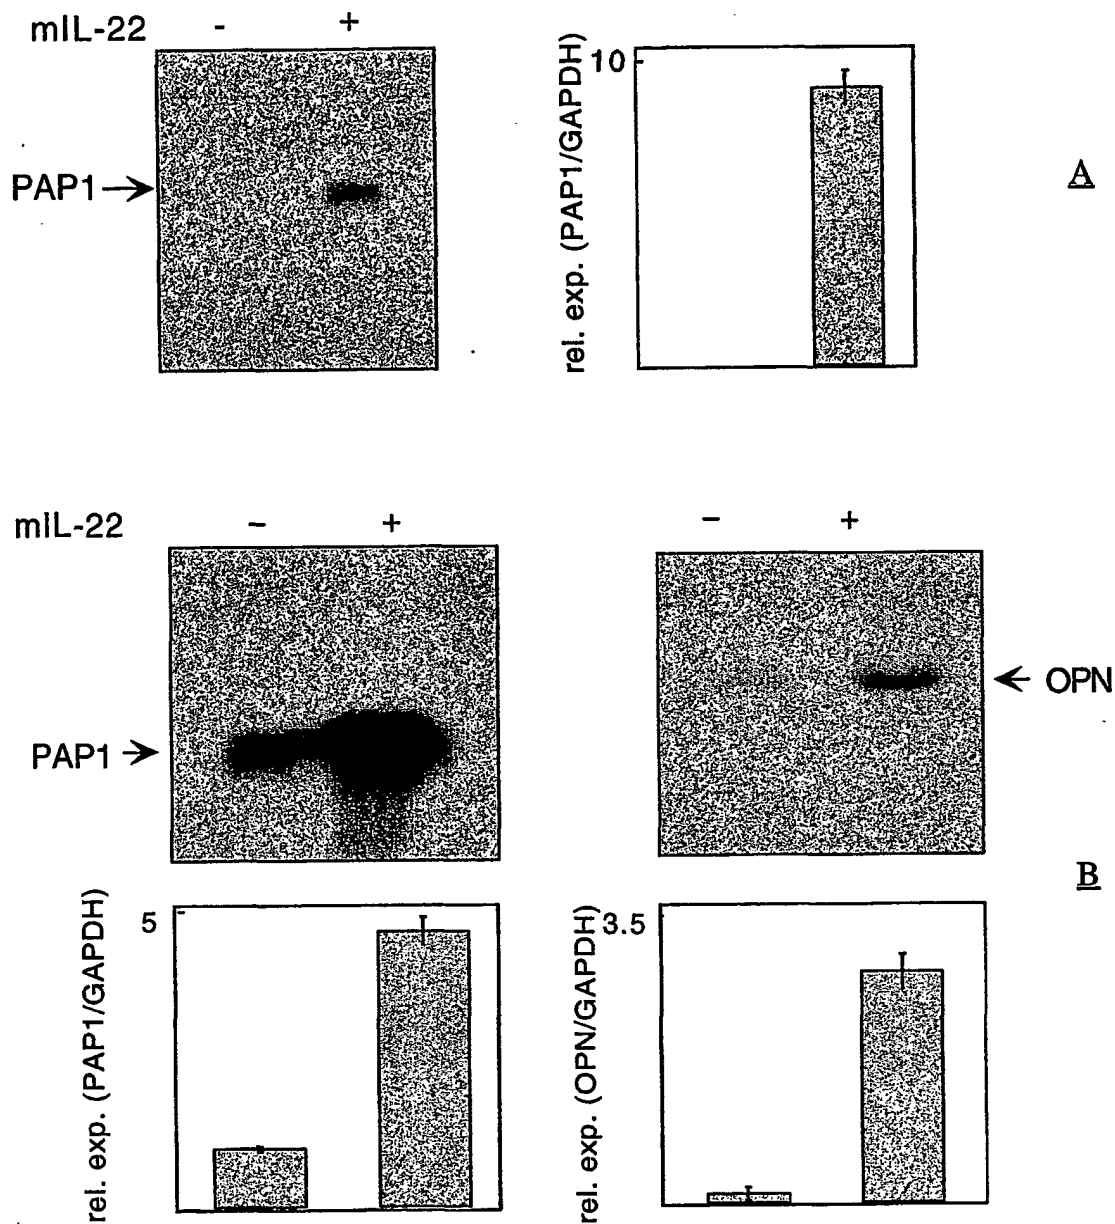 mIL-22 - +
PAP1
rel. exp. (PAP1/GAPDH)
10
A
mIL-22 - +
PAP1
- +
OPN
rel. exp. (PAP1/GAPDH)
5
rel. exp. (OPN/GAPDH)
3.5
B